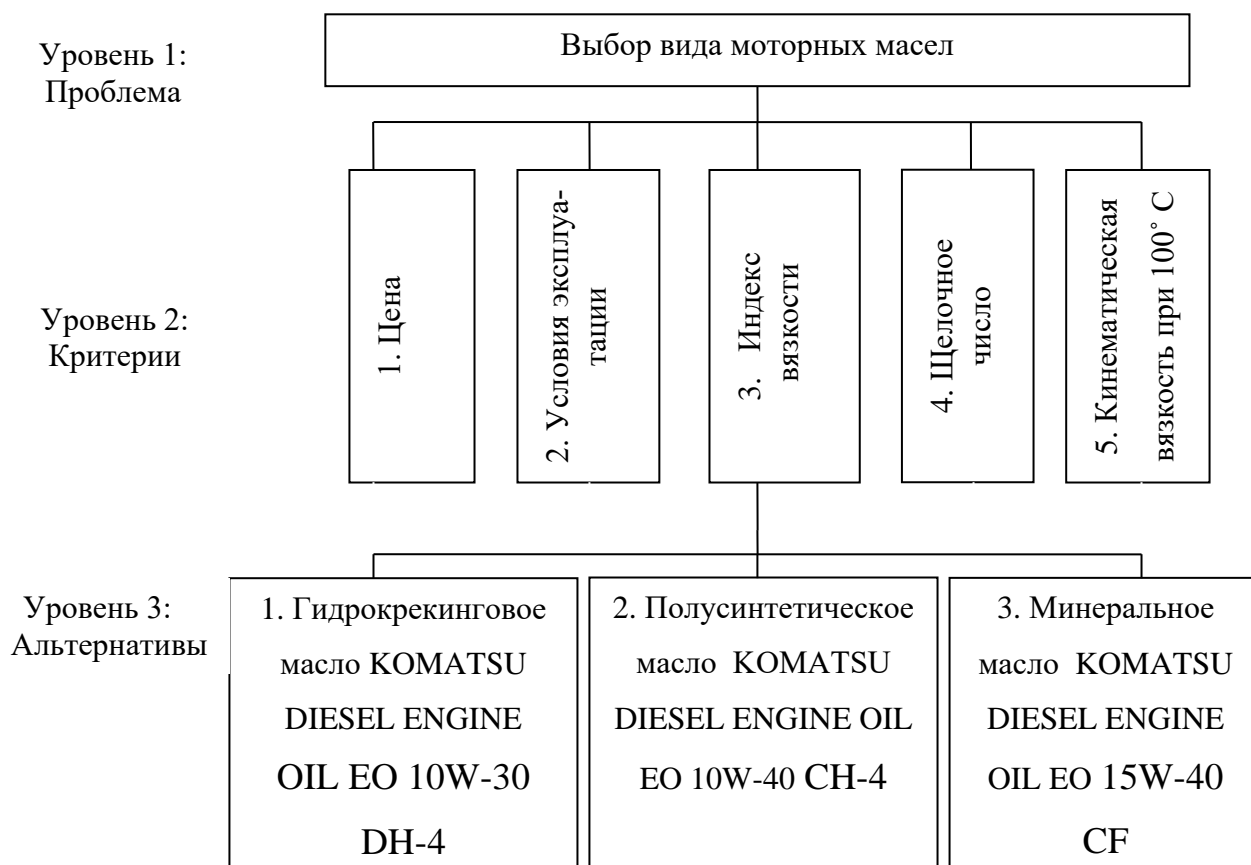 Уровень 1:
Проблема
Выбор вида моторных масел
Уровень 2:
Критерии
1. Цена
2. Условия эксплуа-
тации
3. Индекс
вязкости
4. Щелочное
число
5. Кинематическая
вязкость при 100˚ С
Уровень 3:
Альтернативы
1. Гидрокрекинговое
масло KOMATSU
DIESEL ENGINE
OIL EO 10W-30
DH-4
2. Полусинтетическое
масло KOMATSU
DIESEL ENGINE OIL
EO 10W-40 CH-4
3. Минеральное
масло KOMATSU
DIESEL ENGINE
OIL EO 15W-40
CF